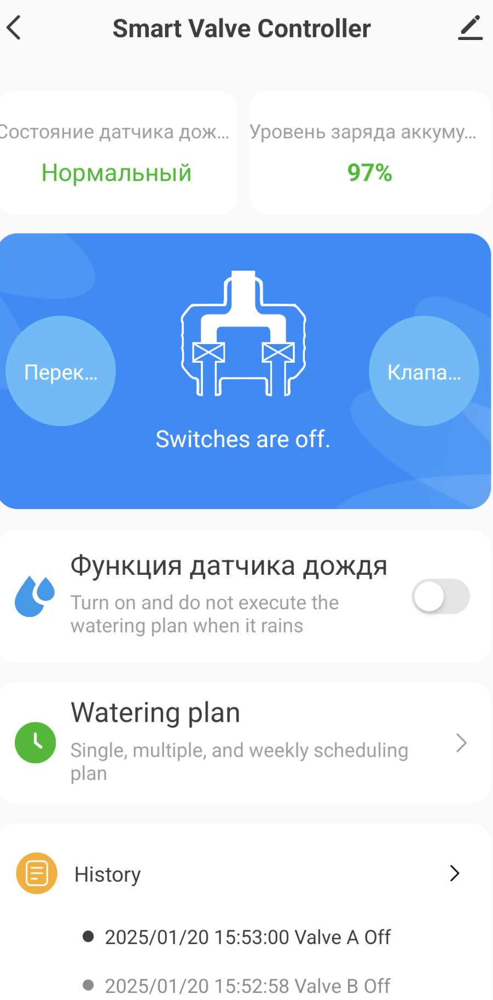 Smart Valve Controller
Состояние датчика дож...
Уровень заряда аккуму...
Нормальный
97%
Перек...
Клапа...
Switches are off.
Функция датчика дождя
Turn on and do not execute the
watering plan when it rains
Watering plan
Single, multiple, and weekly scheduling
plan
History
2025/01/20 15:53:00 Valve A Off
2025/01/20 15:52:58 Valve B Off